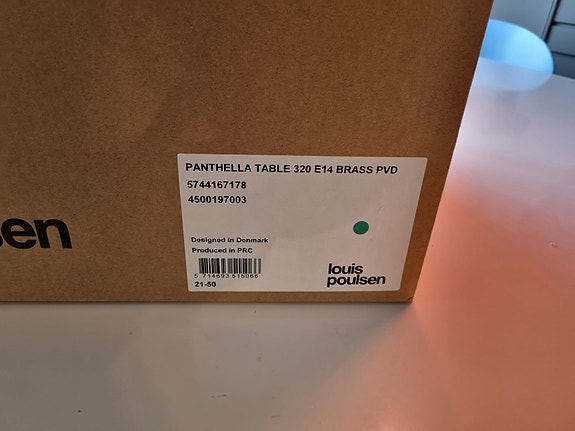 PANTHELLA TABLE 320 E14 BRASS PVD
5744167178
4500197003
Designed in Denmark
Produced in PRC
5 714693 515066
21-50
louis
poulsen
sen